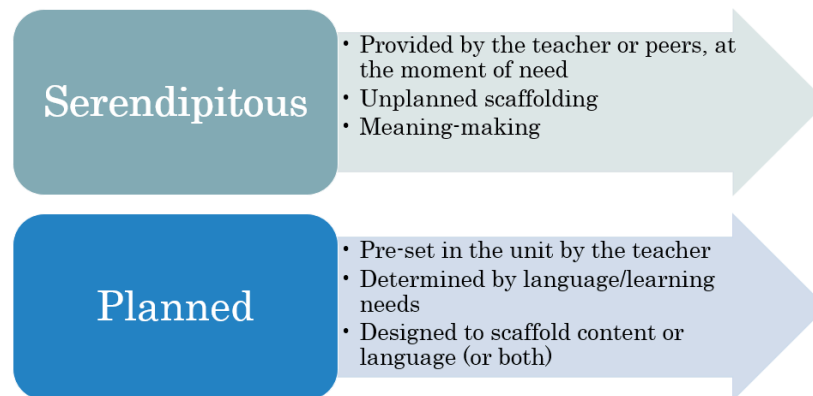 Serendipitous
• Provided by the teacher or peers, at
the moment of need
• Unplanned scaffolding
• Meaning-making
Planned
• Pre-set in the unit by the teacher
• Determined by language/learning
needs
• Designed to scaffold content or
language (or both)